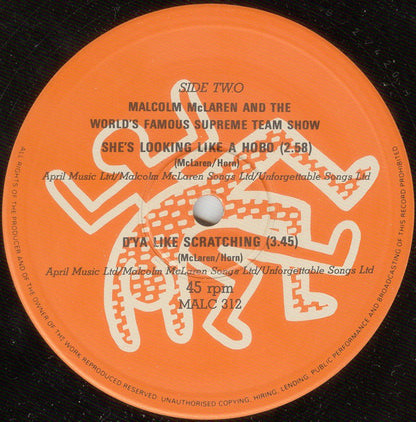 SIDE TWO
MALCOLM McLAREN AND THE
WORLD'S FAMOUS SUPREME TEAM SHOW
SHE'S LOOKING LIKE A HOBO (2.58)
(McLaren/Horn)
April Music Ltd/Malcolm McLaren Songs Ltd/Unforgettable Songs Ltd
D'YA LIKE SCRATCHING (3.45)
(McLaren/Horn)
April Music Ltd/Malcolm McLaren Songs Ltd/Unforgettable Songs Ltd
45 rpm
MALC 312
ALL RIGHTS OF THE PRODUCER AND OF THE OWNER OF THE WORK REPRODUCED RESERVED. UNAUTHORISED COPYING, HIRING, LENDING, PUBLIC PERFORMANCE AND BROADCASTING OF THIS RECORD PROHIBITED